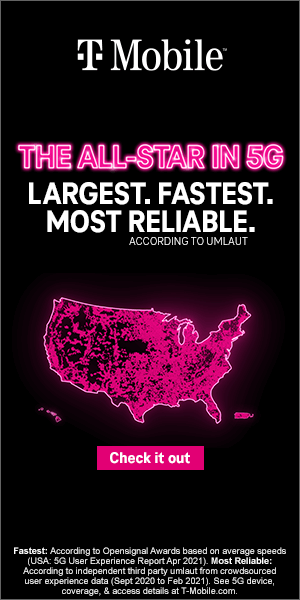 T Mobile™
THE ALL-STAR IN 5G
LARGEST. FASTEST.
MOST RELIABLE.
ACCORDING TO UMLAUT
Check it out
Fastest: According to Opensignal Awards based on average speeds
(USA: 5G User Experience Report Apr 2021). Most Reliable:
According to independent third party umlaut from crowdsourced
user experience data (Sept 2020 to Feb 2021). See 5G device,
coverage, & access details at T-Mobile.com.